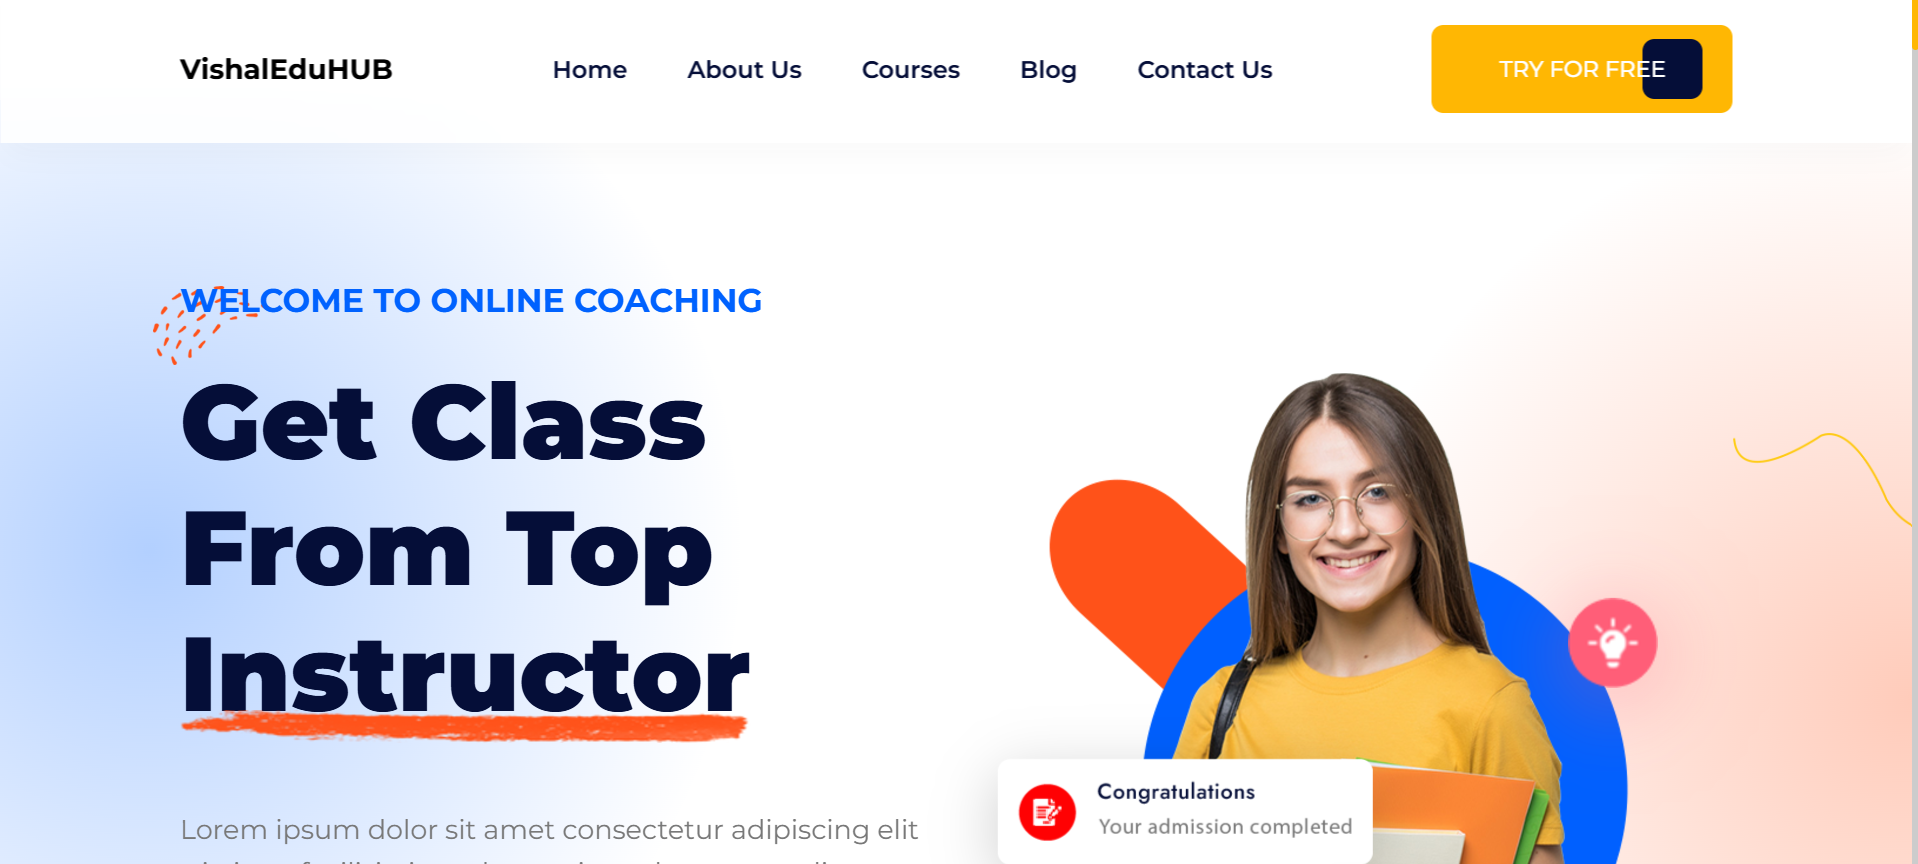 VishalEduHUB
Home About Us Courses Blog Contact Us
TRY FOR FREE
WELCOME TO ONLINE COACHING
Get Class
From Top
Instructor
Lorem ipsum dolor sit amet consectetur adipiscing elit
Congratulations
Your admission completed